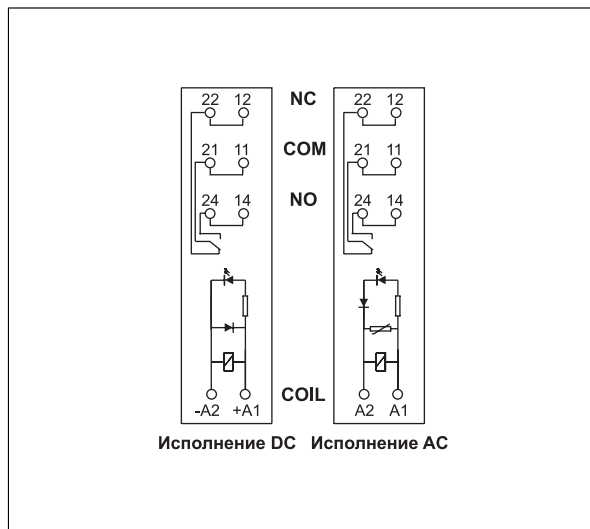 22 12 NC 22 12
21 11 COM 21 11
24 14 NO 24 14
COIL
-A2 +A1 A2 A1
Исполнение DC Исполнение AC